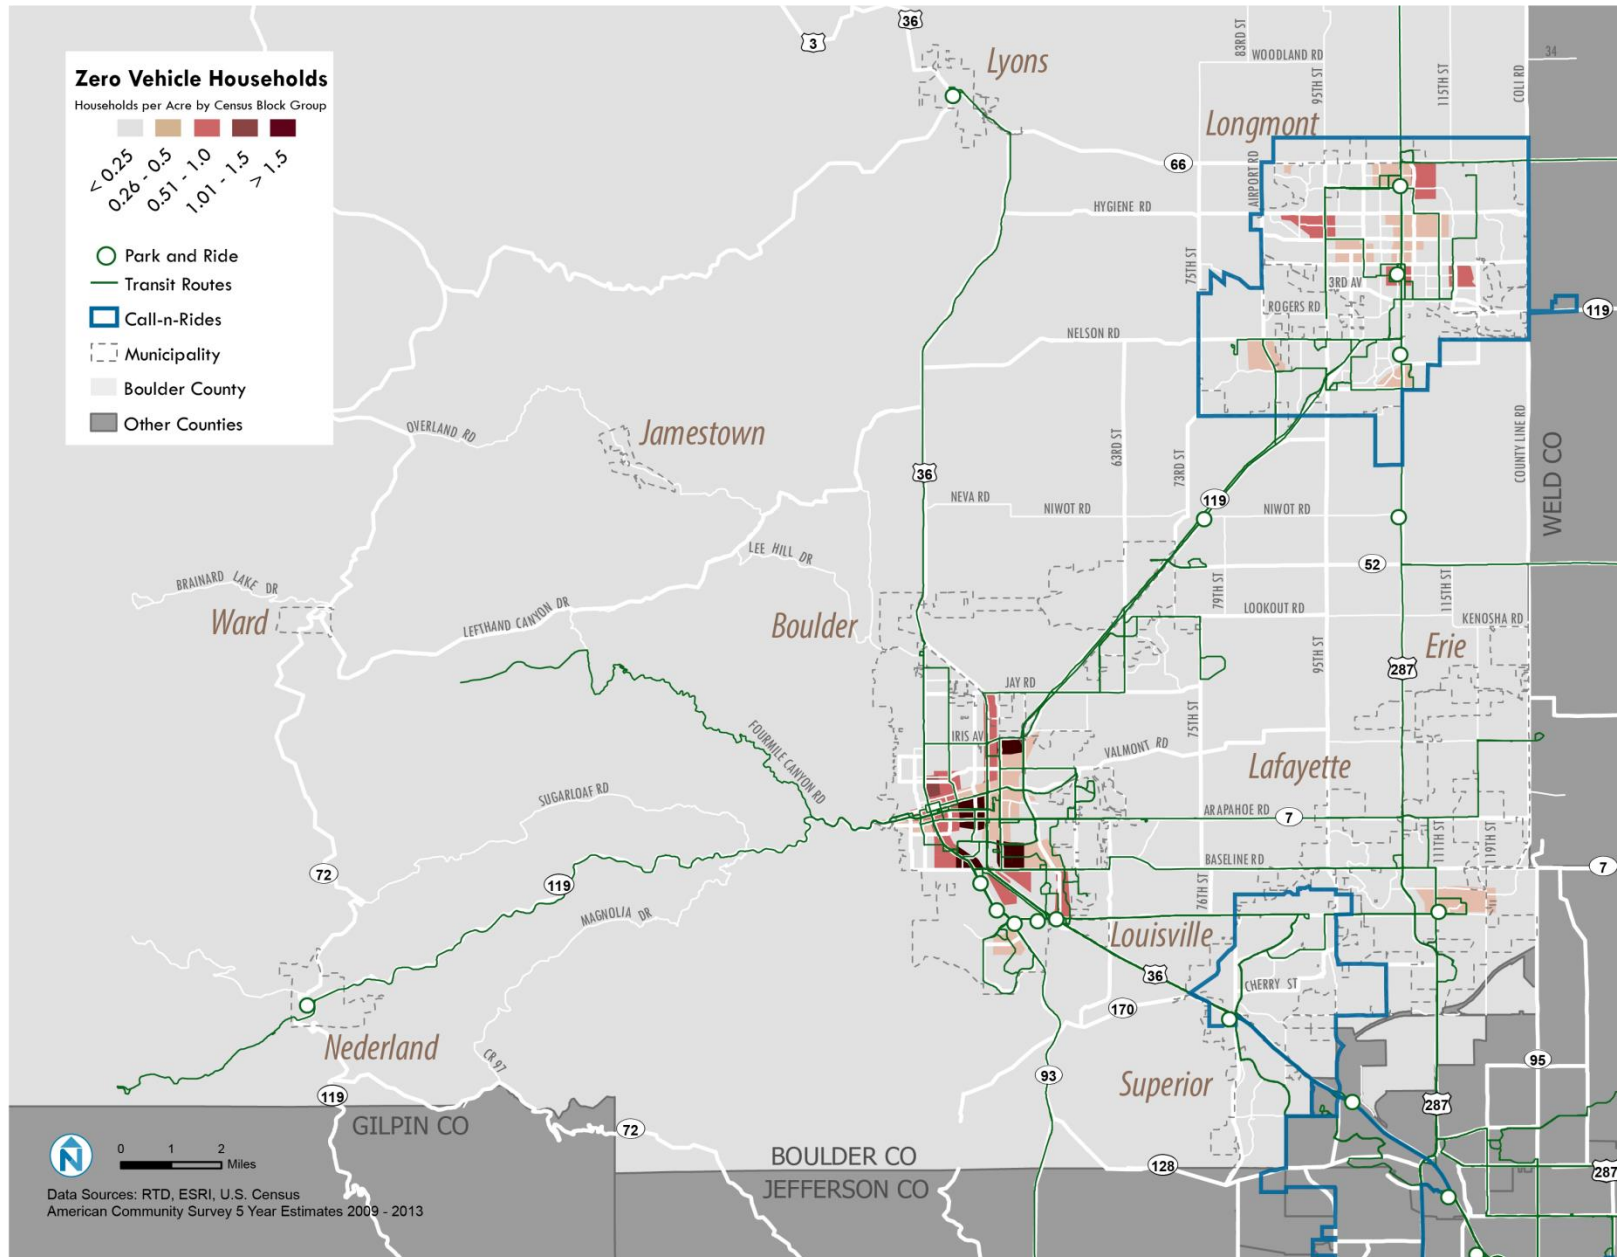 Zero Vehicle Households
Households per Acre by Census Block Group
< 0.25
0.26 - 0.5
0.51 - 1.0
1.01 - 1.5
> 1.5
Park and Ride
Transit Routes
Call-n-Rides
Municipality
Boulder County
Other Counties
36
3
Lyons
83RD ST
WOODLAND RD
34
95TH ST
115TH ST
COLI RD
Longmont
66
AIRPORT RD
HYGIENE RD
75TH ST
3RD AV
ROGERS RD
119
NELSON RD
OVERLAND RD
Jamestown
63RD ST
73RD ST
COUNTY LINE RD
WELD CO
36
119
NEVA RD
NIWOT RD
NIWOT RD
LEE HILL DR
52
BRAINARD LAKE DR
79TH ST
115TH ST
LOOKOUT RD
KENOSHA RD
Ward
LEFTHAND CANYON DR
Boulder
95TH ST
Erie
287
JAY RD
75TH ST
FOURMILE CANYON RD
IRIS AV
VALMONT RD
Lafayette
SUGARLOAF RD
ARAPAHOE RD
7
111TH ST
119TH ST
BASELINE RD
7
72
119
76TH ST
MAGNOLIA DR
Louisville
36
CHERRY ST
170
Nederland
CR 97
93
Superior
95
119
GILPIN CO
72
287
N
0 1 2
Miles
BOULDER CO
JEFFERSON CO
128
287
Data Sources: RTD, ESRI, U.S. Census
American Community Survey 5 Year Estimates 2009 - 2013